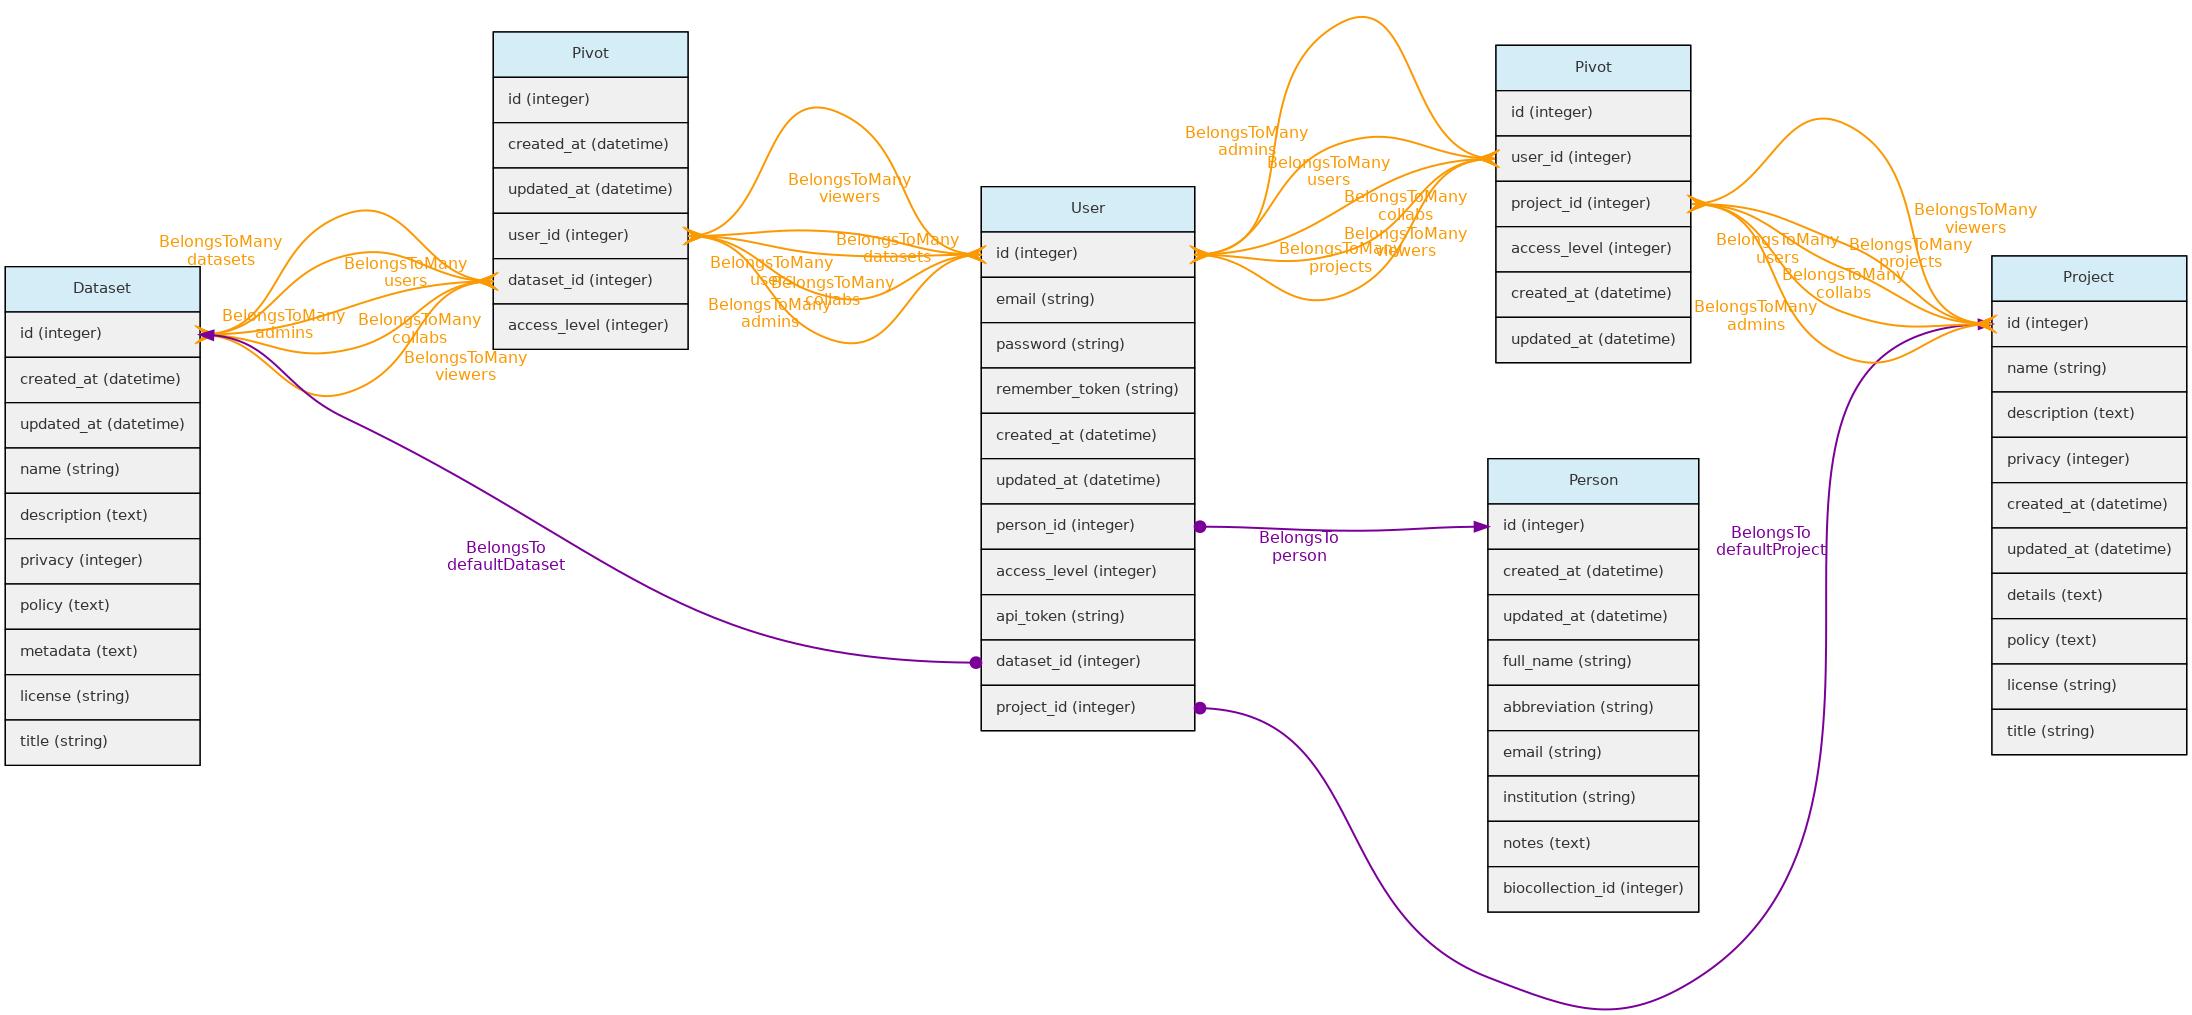 Dataset
id (integer)
created_at (datetime)
updated_at (datetime)
name (string)
description (text)
privacy (integer)
policy (text)
metadata (text)
license (string)
title (string)
BelongsToMany
datasets
BelongsToMany
users
BelongsToMany
admins
BelongsToMany
collabs
BelongsToMany
viewers
BelongsTo
defaultDataset
Pivot
id (integer)
created_at (datetime)
updated_at (datetime)
user_id (integer)
dataset_id (integer)
access_level (integer)
BelongsToMany
viewers
BelongsToMany
datasets
BelongsToMany
users
BelongsToMany
collabs
BelongsToMany
admins
User
id (integer)
email (string)
password (string)
remember_token (string)
created_at (datetime)
updated_at (datetime)
person_id (integer)
access_level (integer)
api_token (string)
dataset_id (integer)
project_id (integer)
BelongsToMany
admins
BelongsToMany
users
BelongsToMany
collabs
BelongsToMany
viewers
BelongsToMany
projects
BelongsTo
person
Pivot
id (integer)
user_id (integer)
project_id (integer)
access_level (integer)
created_at (datetime)
updated_at (datetime)
Person
id (integer)
created_at (datetime)
updated_at (datetime)
full_name (string)
abbreviation (string)
email (string)
institution (string)
notes (text)
biocollection_id (integer)
BelongsToMany
viewers
BelongsToMany
users
BelongsToMany
projects
BelongsToMany
collabs
BelongsToMany
admins
BelongsTo
defaultProject
Project
id (integer)
name (string)
description (text)
privacy (integer)
created_at (datetime)
updated_at (datetime)
details (text)
policy (text)
license (string)
title (string)